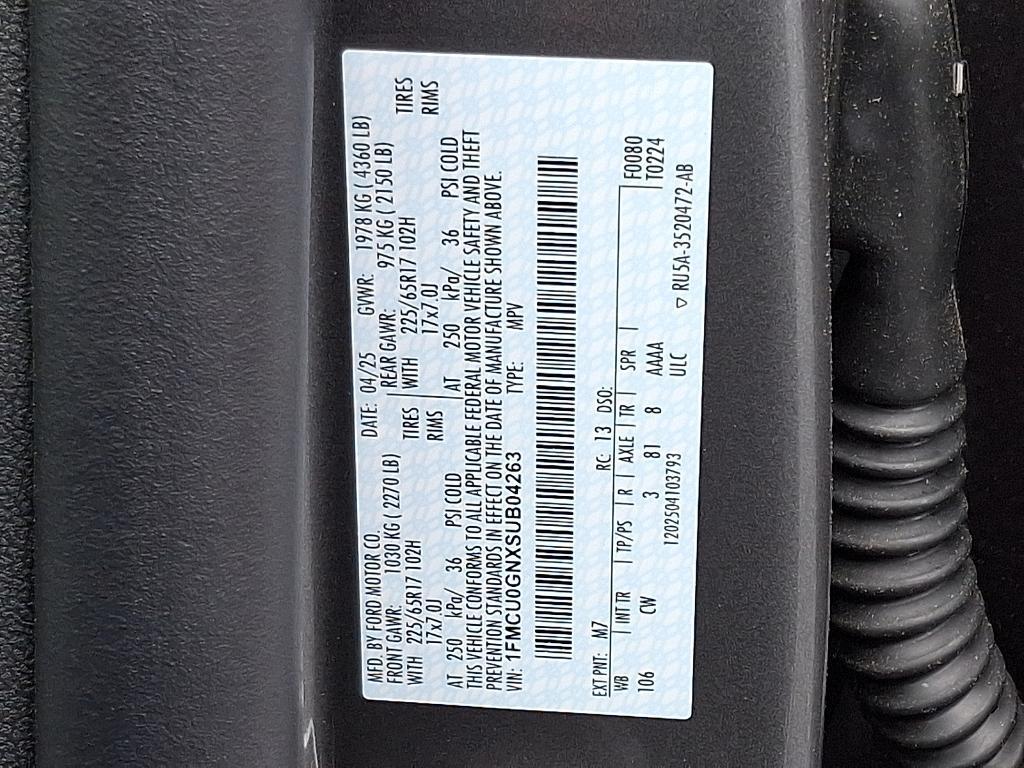 MFD. BY FORD MOTOR CO.
DATE: 04/25 GVWR: 1978 KG ( 4360 LB)
FRONT GAWR: 1030 KG ( 2270 LB)
REAR GAWR: 975 KG ( 2150 LB)
WITH 225/65R17 102H TIRES
WITH 225/65R17 102H TIRES
17x7.0J RIMS
17x7.0J RIMS
AT 250 kPa/ 36 PSI COLD
AT 250 kPa/ 36 PSI COLD
THIS VEHICLE CONFORMS TO ALL APPLICABLE FEDERAL MOTOR VEHICLE SAFETY AND THEFT
PREVENTION STANDARDS IN EFFECT ON THE DATE OF MANUFACTURE SHOWN ABOVE.
VIN: 1FMCU0GNXSUB04263 TYPE: MPV
EXT PNT: M7 RC: 13 DSO: F0080
WB INT TR TP/PS R AXLE TR SPR T0224
106 CW 3 81 8 AAAA
1202504103793 ULC ▽ RU5A-3520472-AB